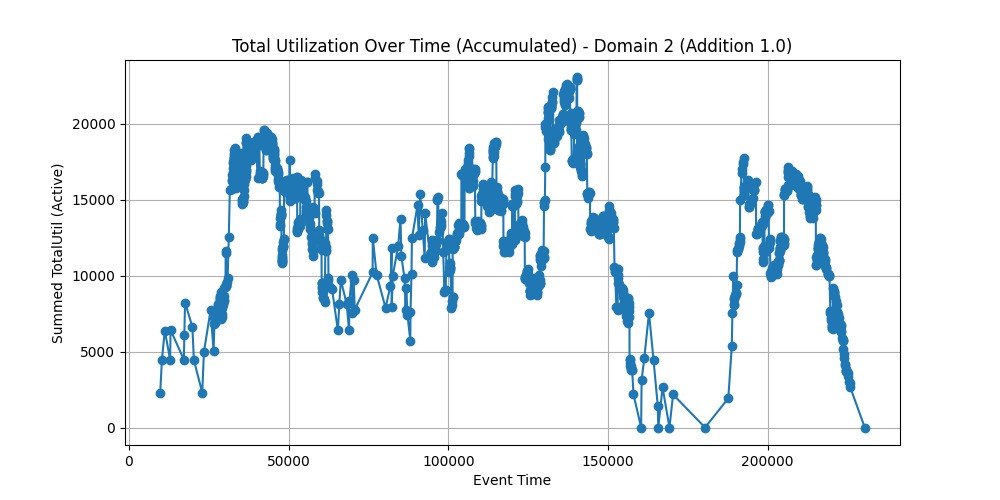 Total Utilization Over Time (Accumulated) - Domain 2 (Addition 1.0)
Summed TotalUtil (Active)
20000
15000
10000
5000
0
0 50000 100000 150000 200000
Event Time